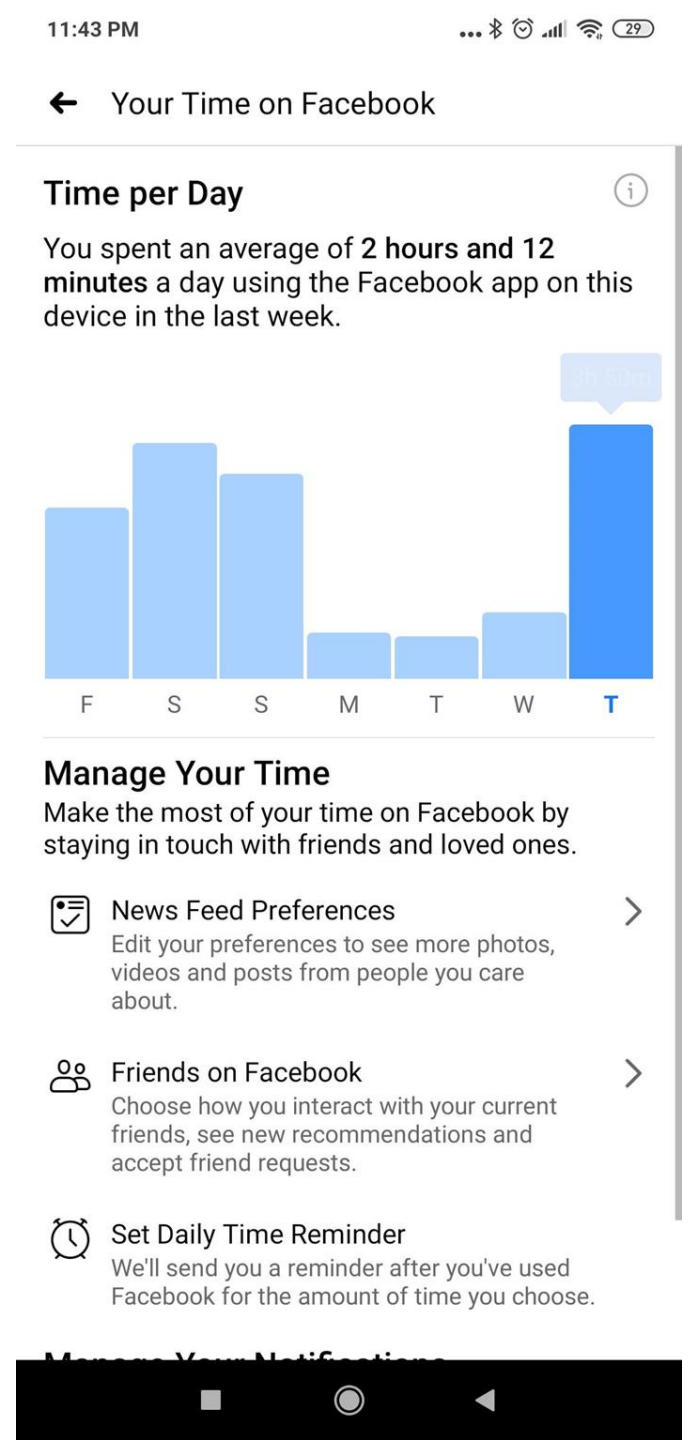 11:43 PM
29
Your Time on Facebook
Time per Day
You spent an average of 2 hours and 12
minutes a day using the Facebook app on this
device in the last week.
F S S M T W T
Manage Your Time
Make the most of your time on Facebook by
staying in touch with friends and loved ones.
News Feed Preferences
Edit your preferences to see more photos,
videos and posts from people you care
about.
Friends on Facebook
Choose how you interact with your current
friends, see new recommendations and
accept friend requests.
Set Daily Time Reminder
We'll send you a reminder after you've used
Facebook for the amount of time you choose.
Manage Your Notifications